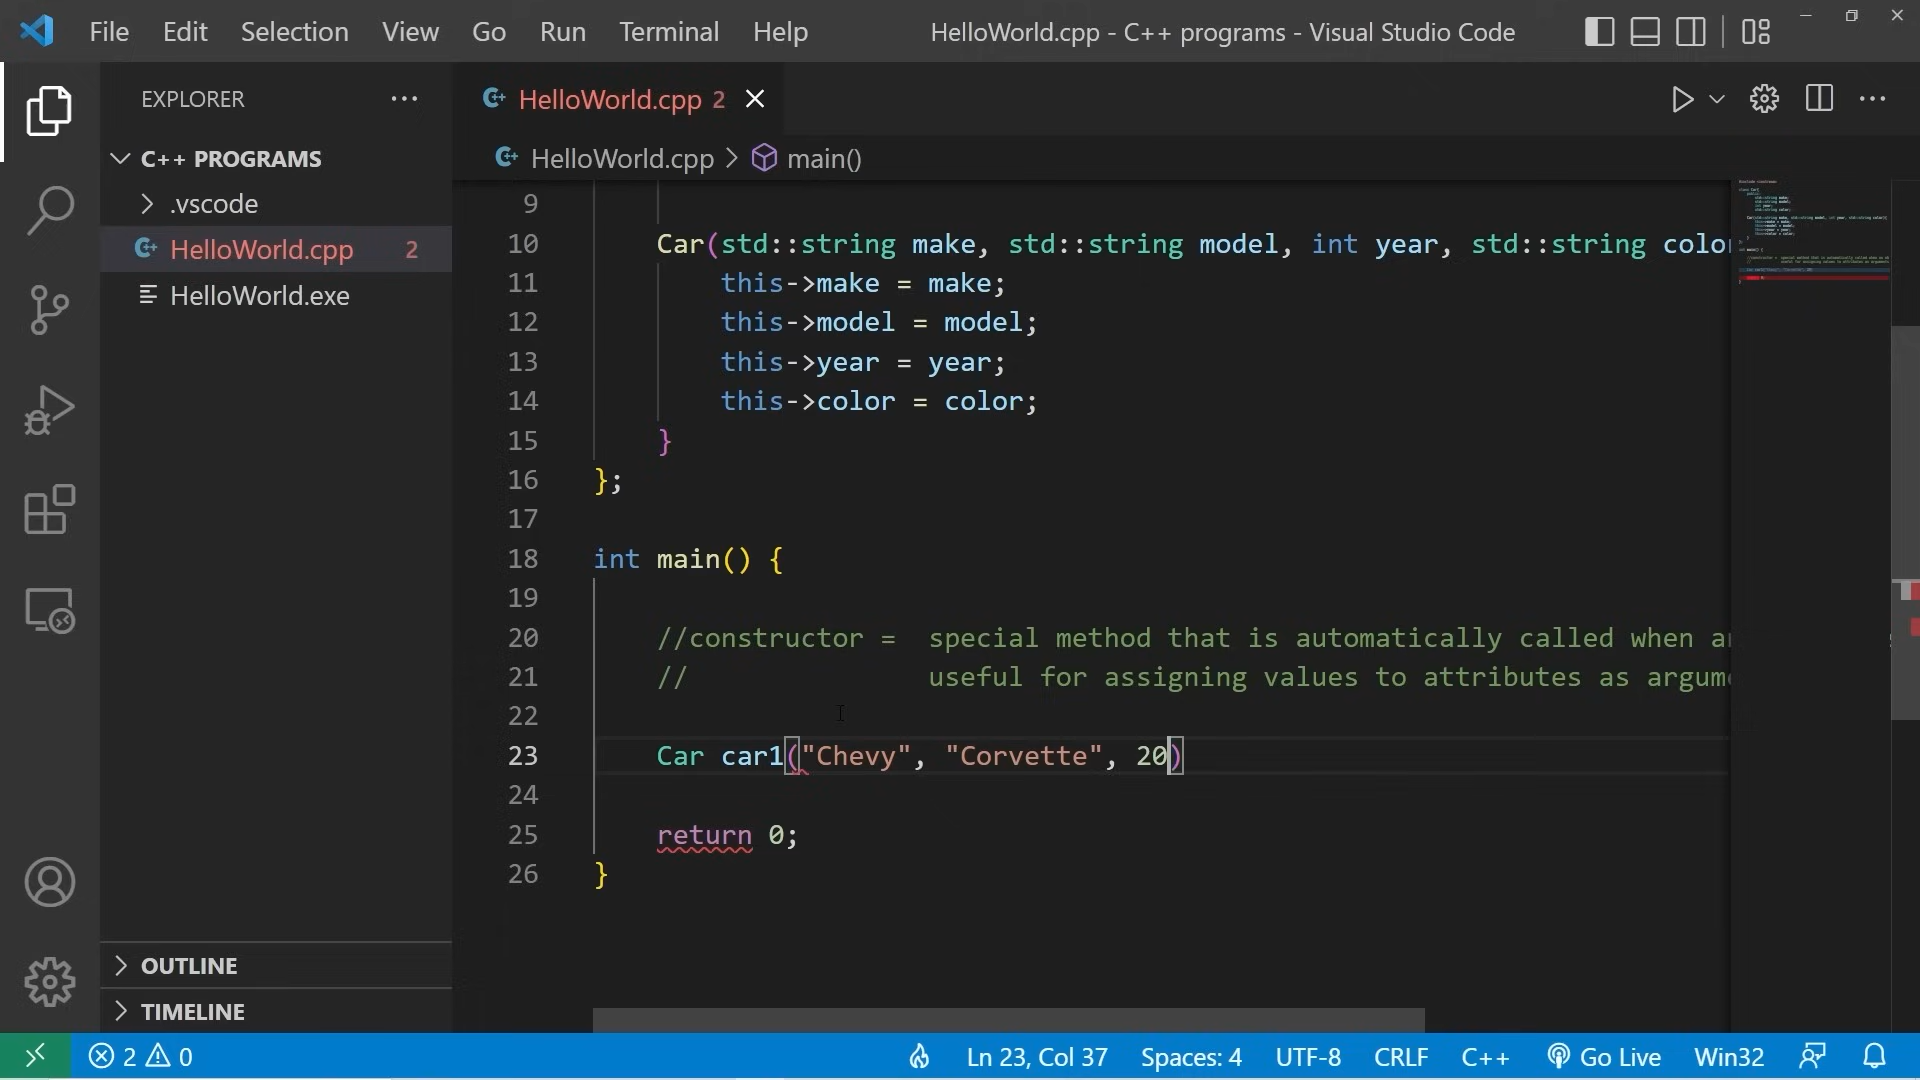 File Edit Selection View Go Run Terminal Help HelloWorld.cpp - C++ programs - Visual Studio Code
EXPLORER
C++ PROGRAMS
.vscode
HelloWorld.cpp 2
HelloWorld.exe
OUTLINE
TIMELINE
HelloWorld.cpp 2
HelloWorld.cpp > main()
9
10 Car(std::string make, std::string model, int year, std::string color
11 this->make = make;
12 this->model = model;
13 this->year = year;
14 this->color = color;
15 }
16 };
17
18 int main() {
19
20 //constructor = special method that is automatically called when a
21 // useful for assigning values to attributes as argum
22
23 Car car1("Chevy", "Corvette", 20)
24
25 return 0;
26 }
2 0 Ln 23, Col 37 Spaces: 4 UTF-8 CRLF C++ Go Live Win32